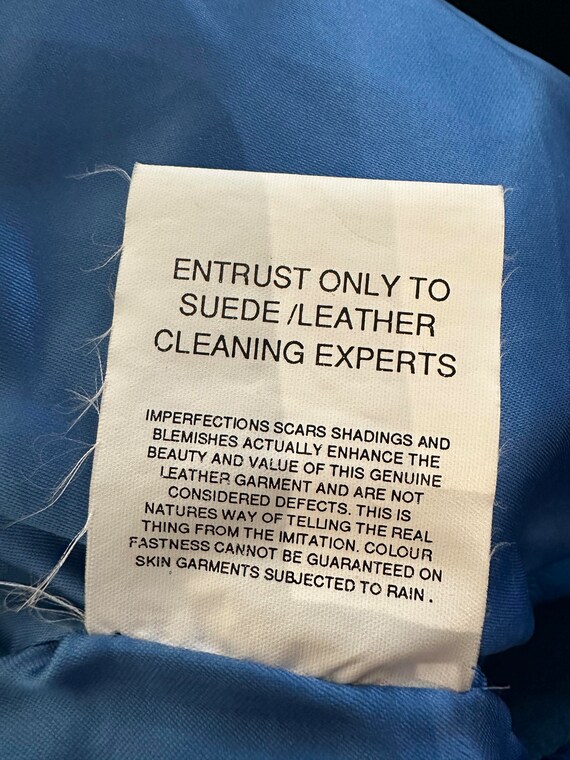 ENTRUST ONLY TO
SUEDE /LEATHER
CLEANING EXPERTS
IMPERFECTIONS SCARS SHADINGS AND
BLEMISHES ACTUALLY ENHANCE THE
BEAUTY AND VALUE OF THIS GENUINE
LEATHER GARMENT AND ARE NOT
CONSIDERED DEFECTS. THIS IS
NATURES WAY OF TELLING THE REAL
THING FROM THE IMITATION. COLOUR
FASTNESS CANNOT BE GUARANTEED ON
SKIN GARMENTS SUBJECTED TO RAIN .